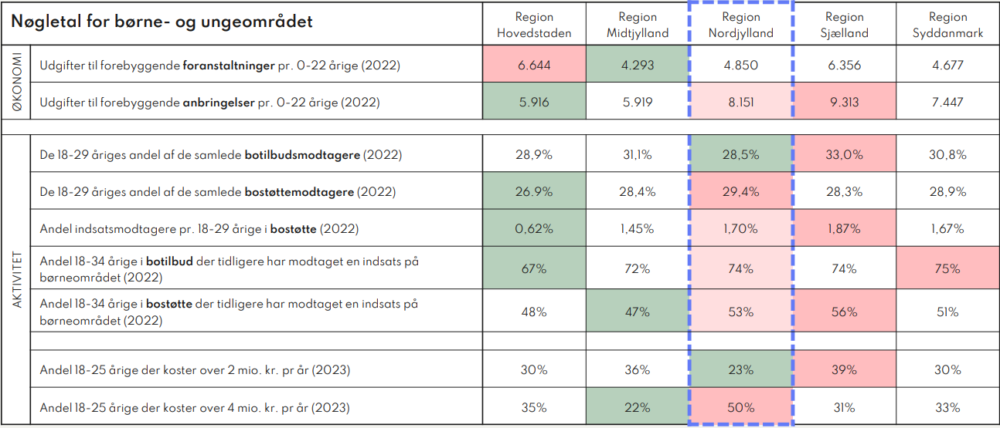 Nøgletal for børne- og ungeområdet
Region Hovedstaden
Region Midtjylland
Region Nordjylland
Region Sjælland
Region Syddanmark
ØKONOMI
Udgifter til forebyggende foranstaltninger pr. 0-22 årige (2022) 6.644 4.293 4.850 6.356 4.677
Udgifter til forebyggende anbringelser pr. 0-22 årige (2022) 5.916 5.919 8.151 9.313 7.447
AKTIVITET
De 18-29 åriges andel af de samlede botilbudsmodtagere (2022) 28,9% 31,1% 28,5% 33,0% 30,8%
De 18-29 åriges andel af de samlede bostøttemodtagere (2022) 26.9% 28,4% 29,4% 28,3% 28,9%
Andel indsatsmodtagere pr. 18-29 årige i bostøtte (2022) 0,62% 1,45% 1,70% 1,87% 1,67%
Andel 18-34 årige i botilbud der tidligere har modtaget en indsats på
børneområdet (2022) 67% 72% 74% 74% 75%
Andel 18-34 årige i bostøtte der tidligere har modtaget en indsats på
børneområdet (2022) 48% 47% 53% 56% 51%
Andel 18-25 årige der koster over 2 mio. kr. pr år (2023) 30% 36% 23% 39% 30%
Andel 18-25 årige der koster over 4 mio. kr. pr år (2023) 35% 22% 50% 31% 33%